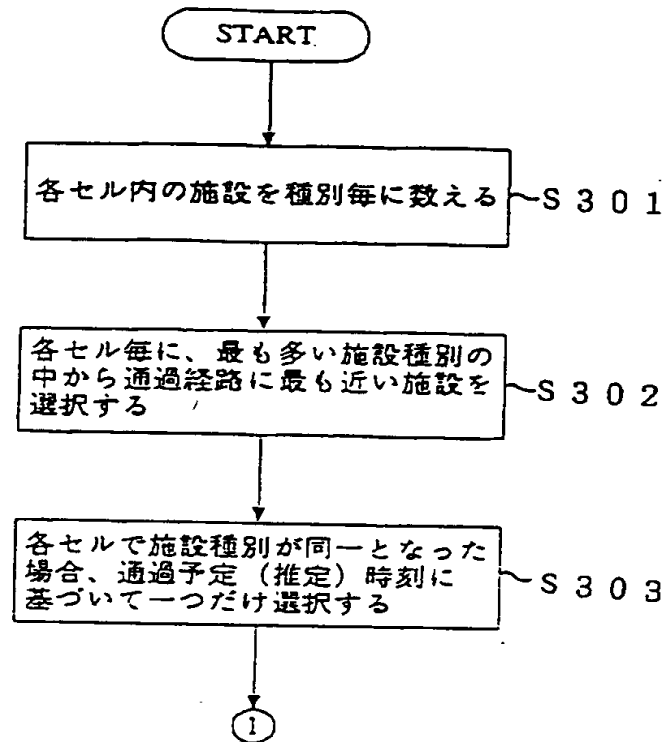 START
各セル内の施設を種別毎に数える
S301
各セル毎に、最も多い施設種別の
中から通過経路に最も近い施設を
選択する
S302
各セルで施設種別が同一となった
場合、通過予定（推定）時刻に
基づいて一つだけ選択する
S303
1